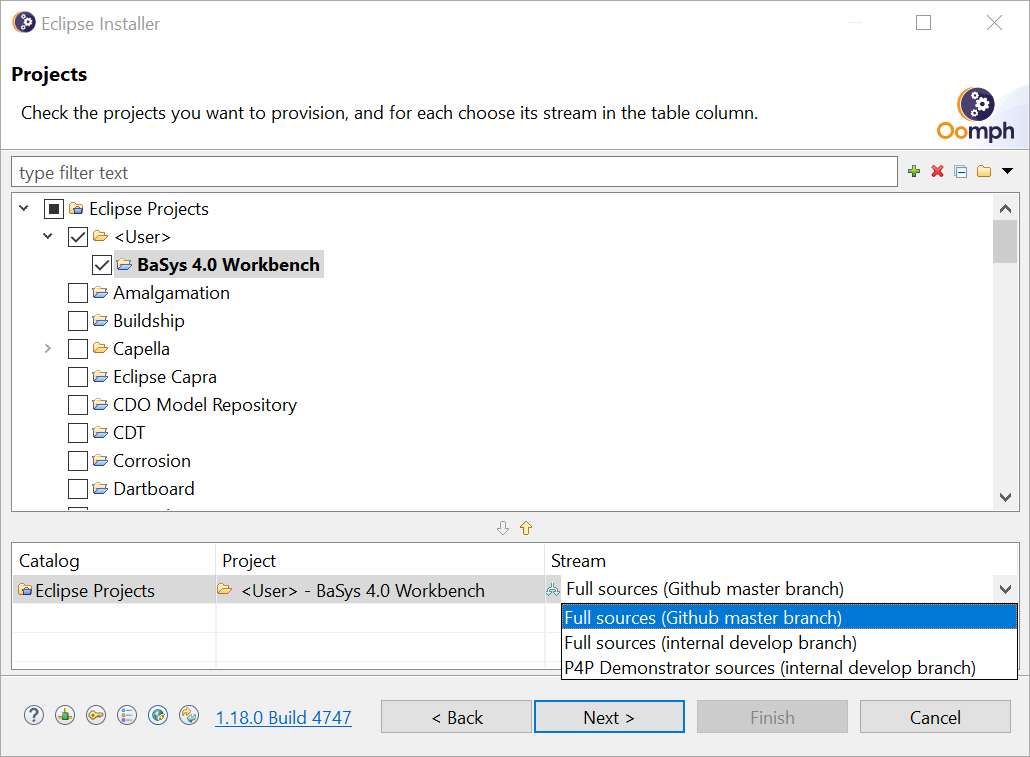 Eclipse Installer
Projects
Check the projects you want to provision, and for each choose its stream in the table column.
Oomph
type filter text
Eclipse Projects
<User>
BaSys 4.0 Workbench
Amalgamation
Buildship
Capella
Eclipse Capra
CDO Model Repository
CDT
Corrosion
Dartboard
Catalog Project Stream
Eclipse Projects <User> - BaSys 4.0 Workbench Full sources (Github master branch)
Full sources (Github master branch)
Full sources (internal develop branch)
P4P Demonstrator sources (internal develop branch)
? 1.18.0 Build 4747 < Back Next > Finish Cancel